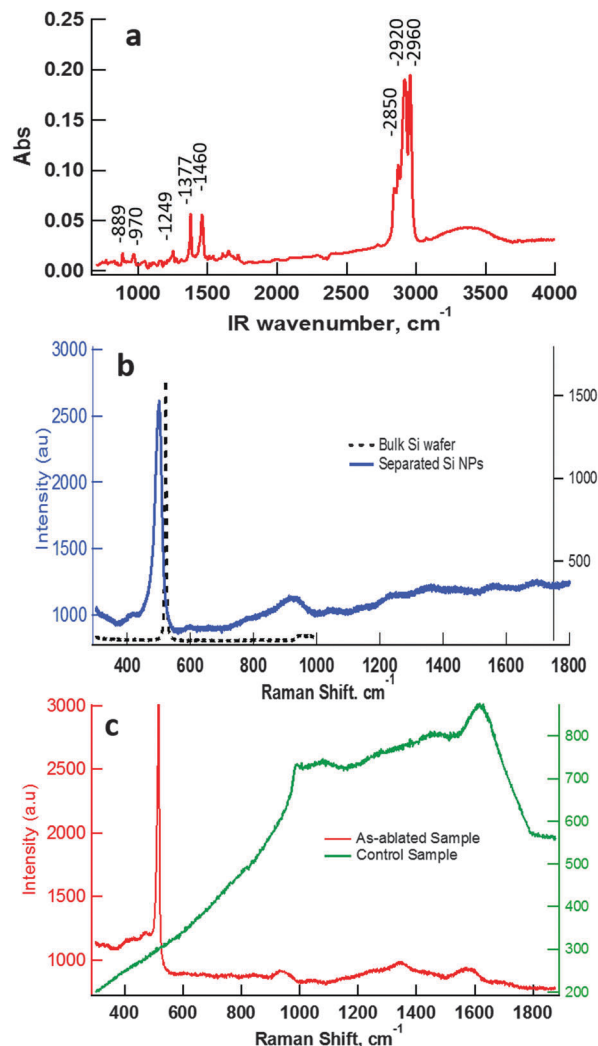 a
0.25
0.20
0.15
0.10
0.05
0.00
Abs
-889
-970
-1249
-1377
-1460
-2850
-2920
-2960
1000 1500 2000 2500 3000 3500 4000
IR wavenumber, cm-1
b
3000
2500
2000
1500
1000
Intensity (au)
Bulk Si wafer
Separated Si NPs
1500
1000
500
400 600 800 1000 1200 1400 1600 1800
Raman Shift. cm-1
c
3000
2500
2000
1500
1000
Intensity (a.u)
As-ablated Sample
Control Sample
800
700
600
500
400
300
200
400 600 800 1000 1200 1400 1600 1800
Raman Shift, cm-1